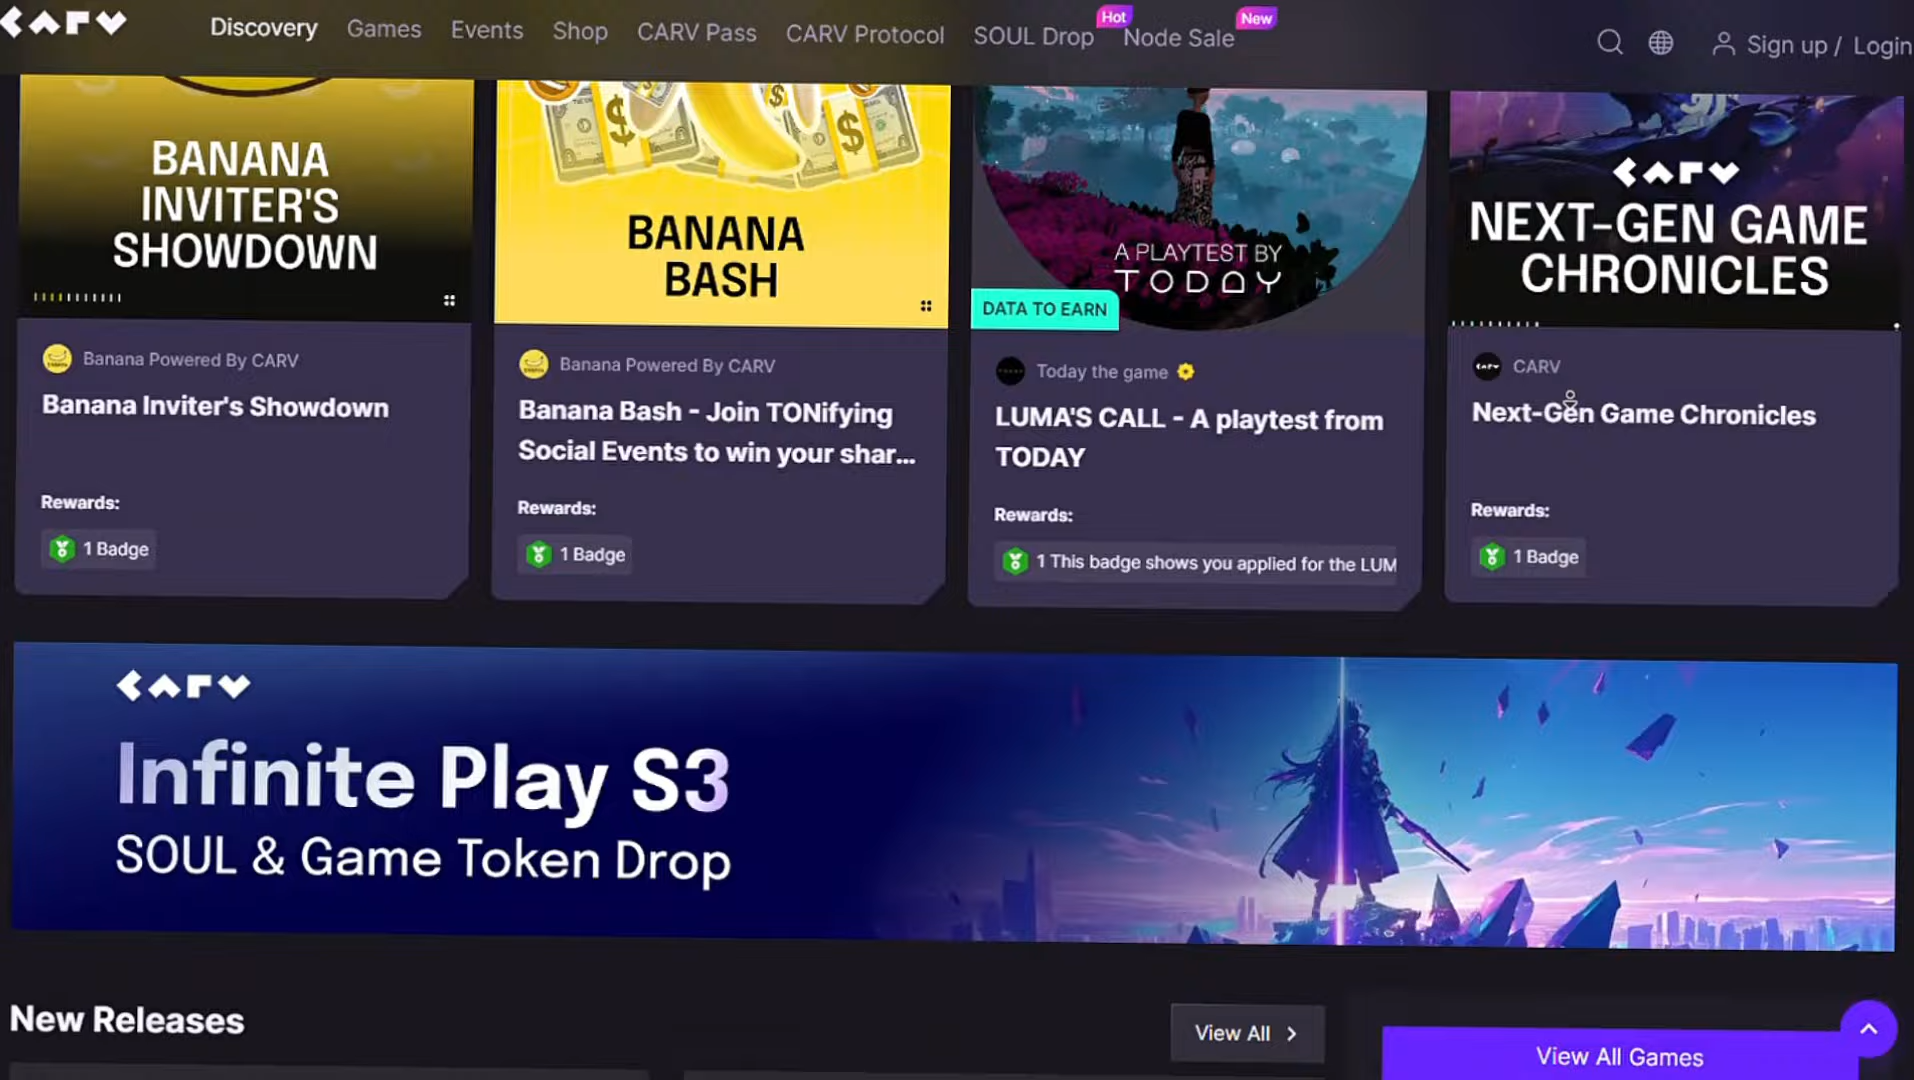 CARV
Discovery
Games
Events
Shop
CARV Pass
CARV Protocol
SOUL Drop
Hot
Node Sale
New
Sign up / Login
BANANA
INVITER'S
SHOWDOWN
Banana Powered By CARV
Banana Inviter's Showdown
Rewards:
1 Badge
BANANA
BASH
Banana Powered By CARV
Banana Bash - Join TONifying
Social Events to win your shar...
Rewards:
1 Badge
A PLAYTEST BY
TODAY
DATA TO EARN
Today the game
LUMA'S CALL - A playtest from
TODAY
Rewards:
1 This badge shows you applied for the LUM
CARV
NEXT-GEN GAME
CHRONICLES
CARV
Next-Gen Game Chronicles
Rewards:
1 Badge
CARV
Infinite Play S3
SOUL & Game Token Drop
New Releases
View All
View All Games